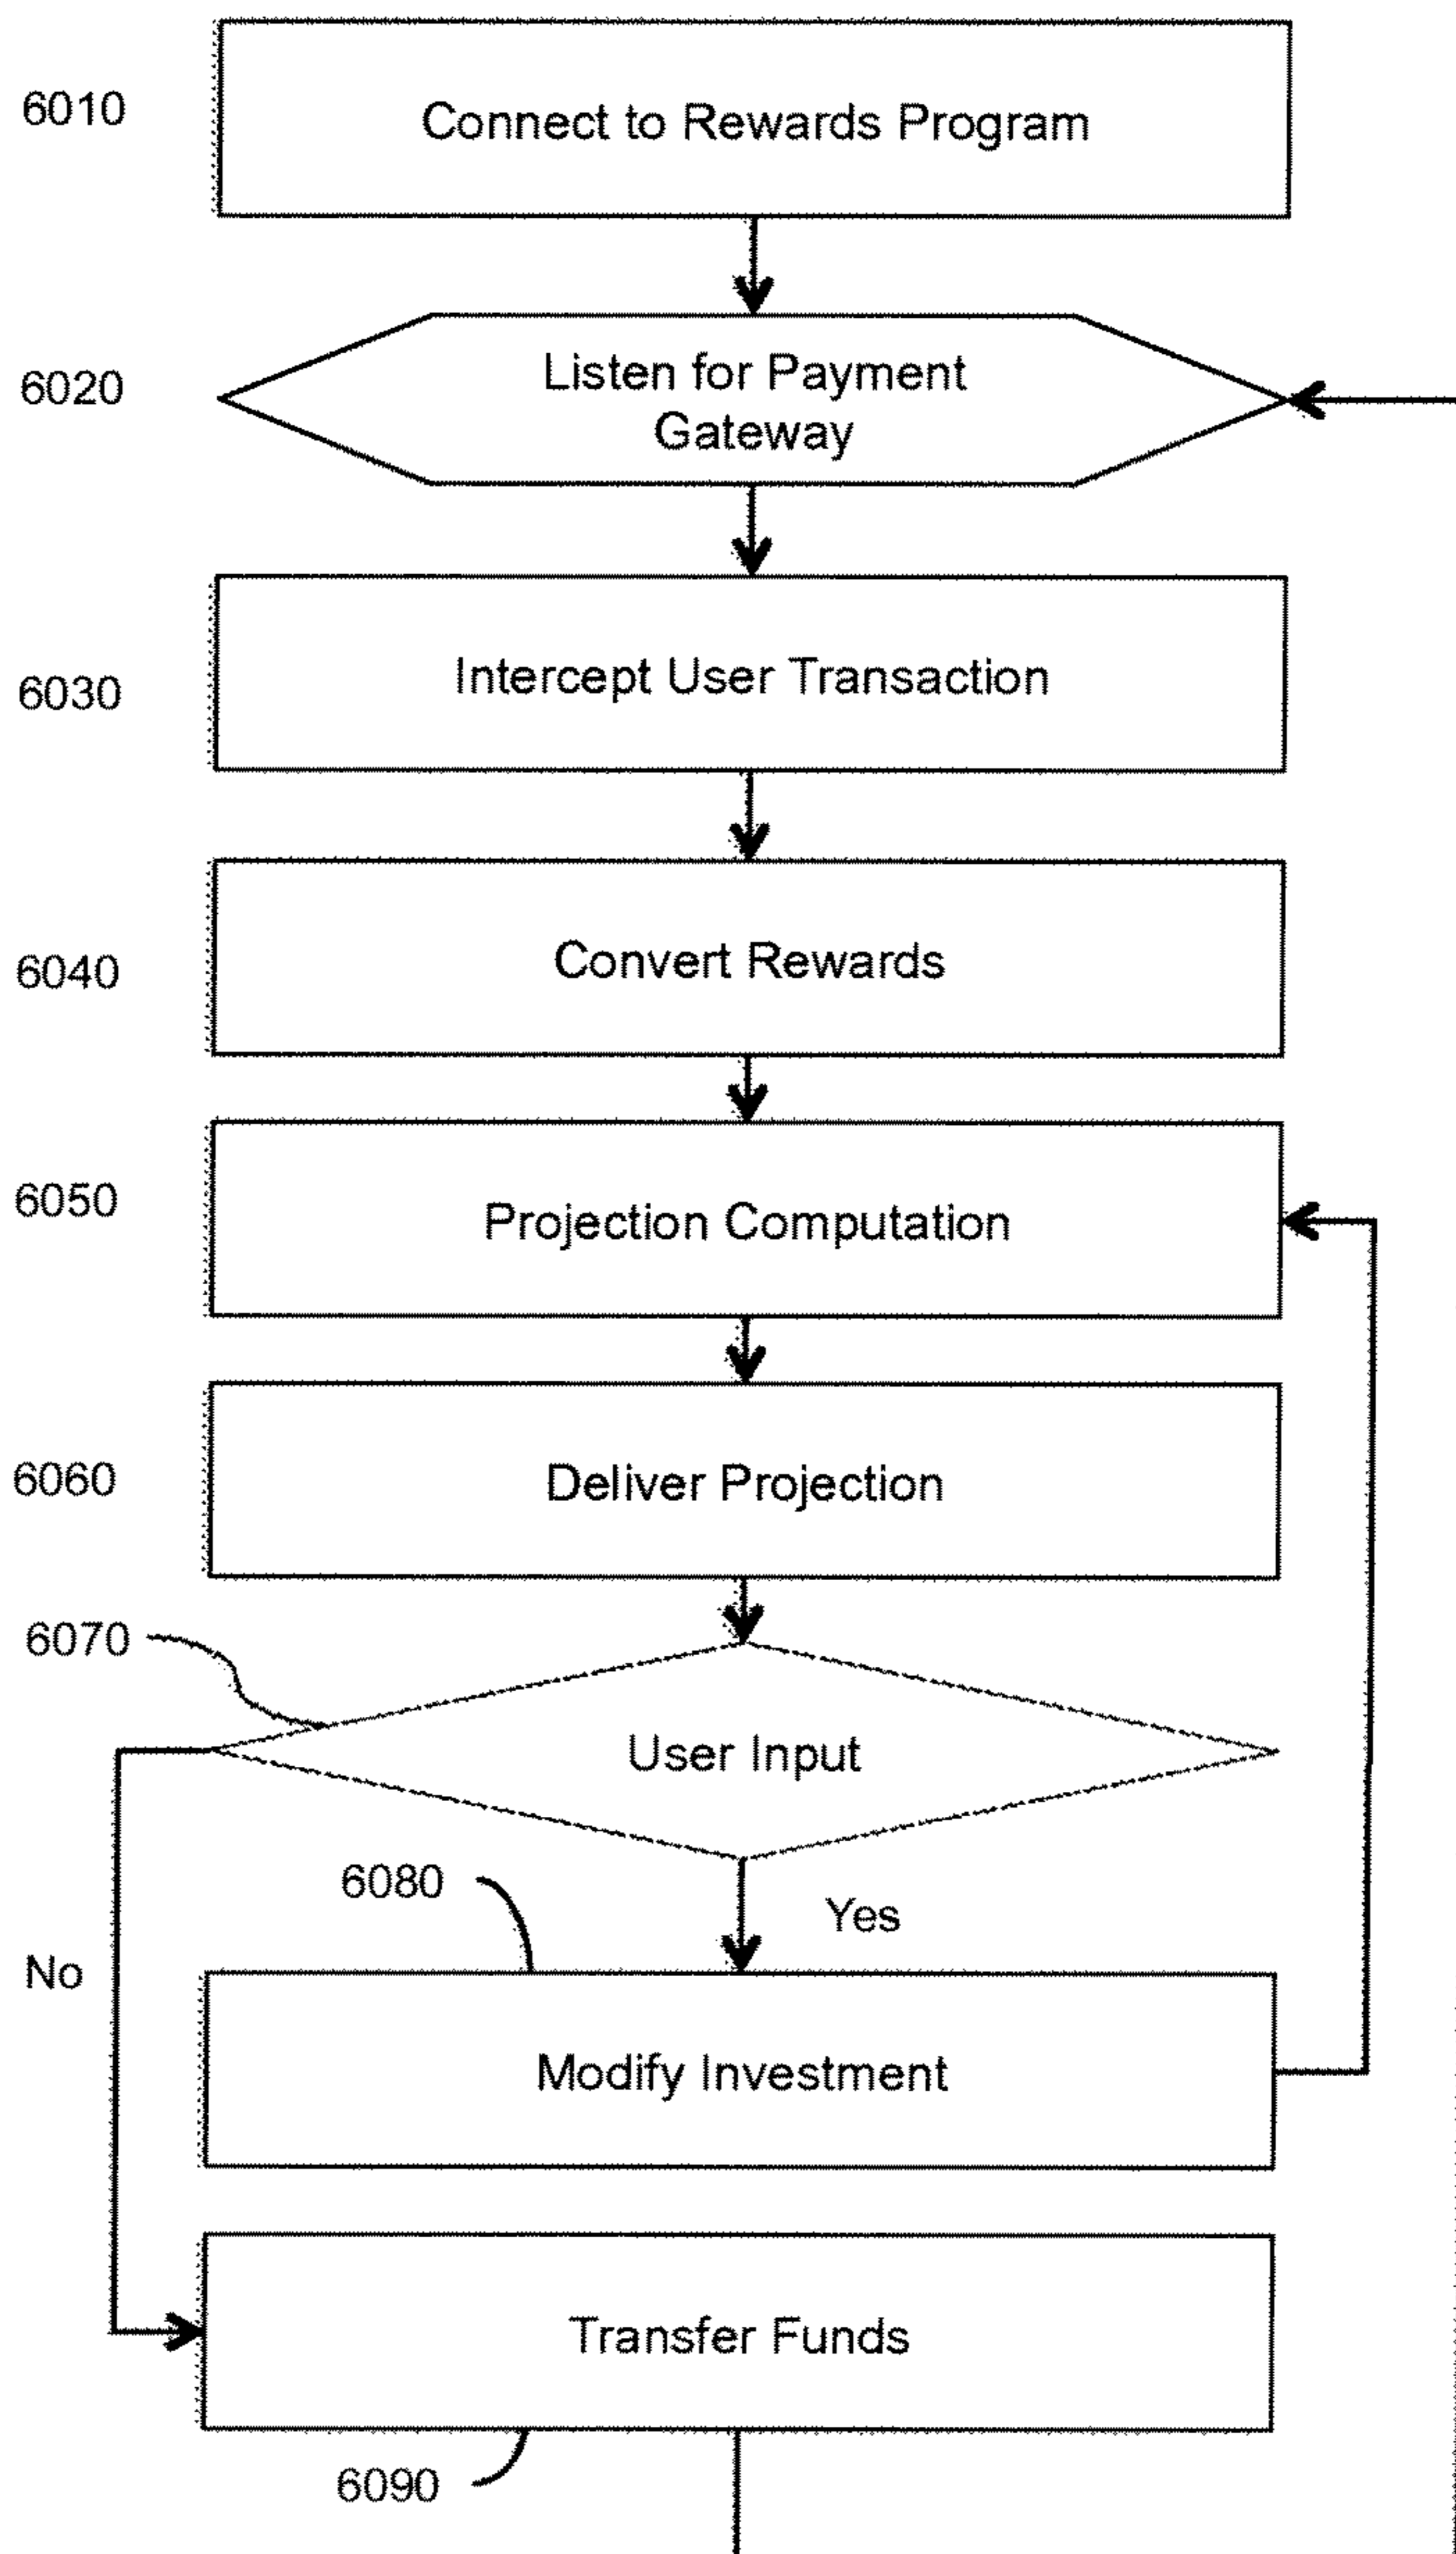 6010
Connect to Rewards Program
6020
Listen for Payment
Gateway
6030
Intercept User Transaction
6040
Convert Rewards
6050
Projection Computation
6060
Deliver Projection
6070
User Input
6080
Yes
No
Modify Investment
Transfer Funds
6090